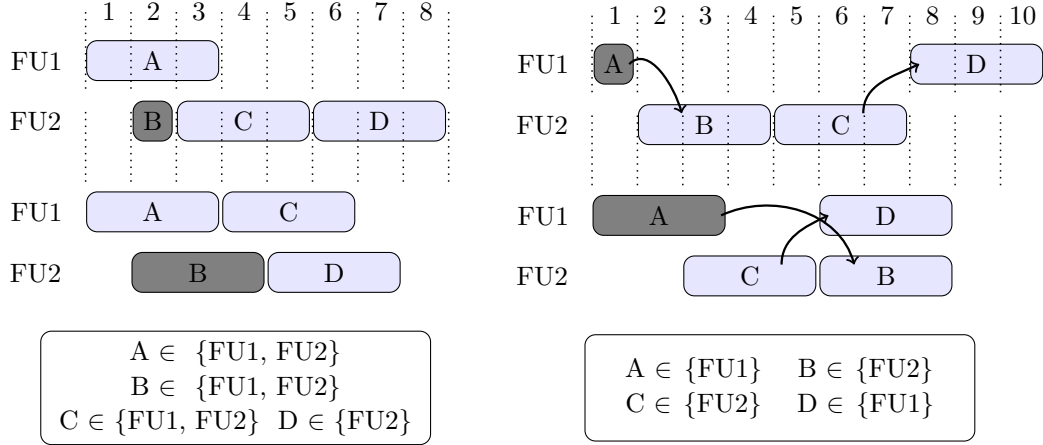 1 2 3 4 5 6 7 8
FU1 A
FU2 B C D
FU1 A C
FU2 B D
A ∈ {FU1, FU2}
B ∈ {FU1, FU2}
C ∈ {FU1, FU2} D ∈ {FU2}
1 2 3 4 5 6 7 8 9 10
FU1 A D
FU2 B C
FU1 A D
FU2 C B
A ∈ {FU1} B ∈ {FU2}
C ∈ {FU2} D ∈ {FU1}